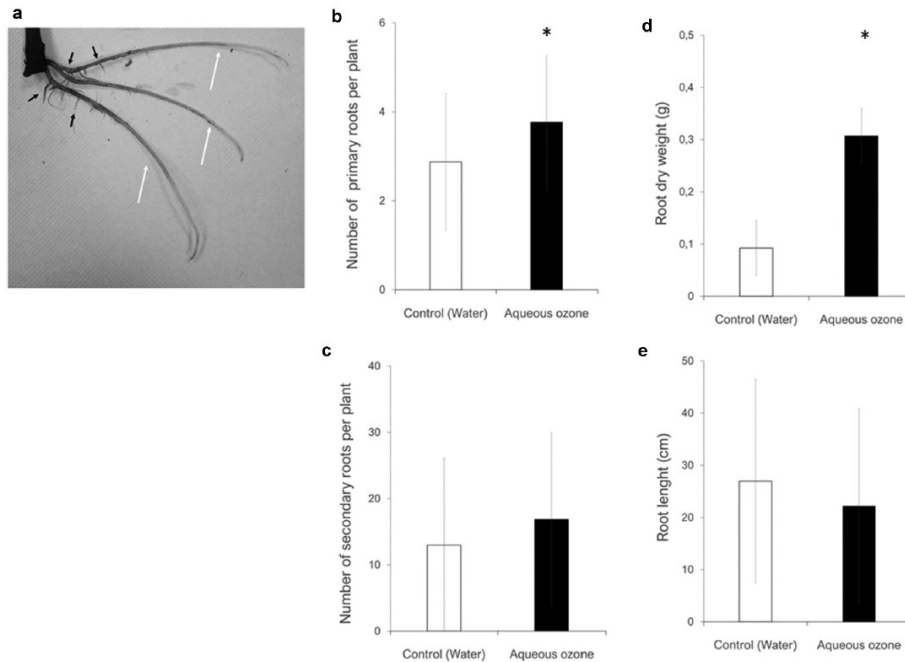 a
b
Number of primary roots per plant
6
4
2
0
*
Control (Water) Aqueous ozone
d
Root dry weight (g)
0,5
0,4
0,3
0,2
0,1
0
*
Control (Water) Aqueous ozone
c
Number of secondary roots per plant
40
30
20
10
0
Control (Water) Aqueous ozone
e
Root lenght (cm)
50
40
30
20
10
0
Control (Water) Aqueous ozone